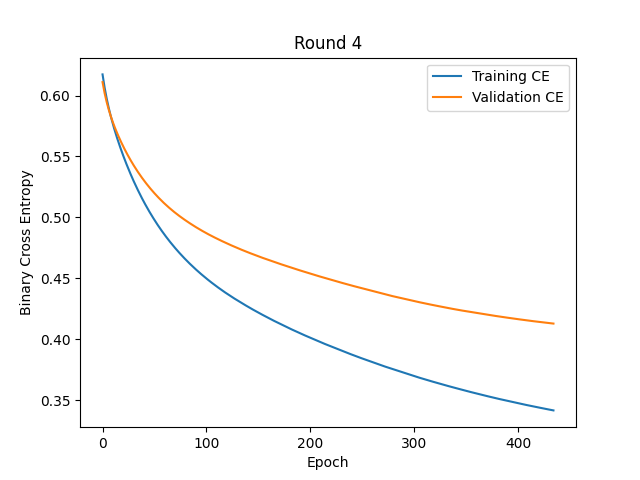 Round 4
Training CE
Validation CE
0.60
0.55
0.50
0.45
0.40
0.35
Binary Cross Entropy
0 100 200 300 400
Epoch